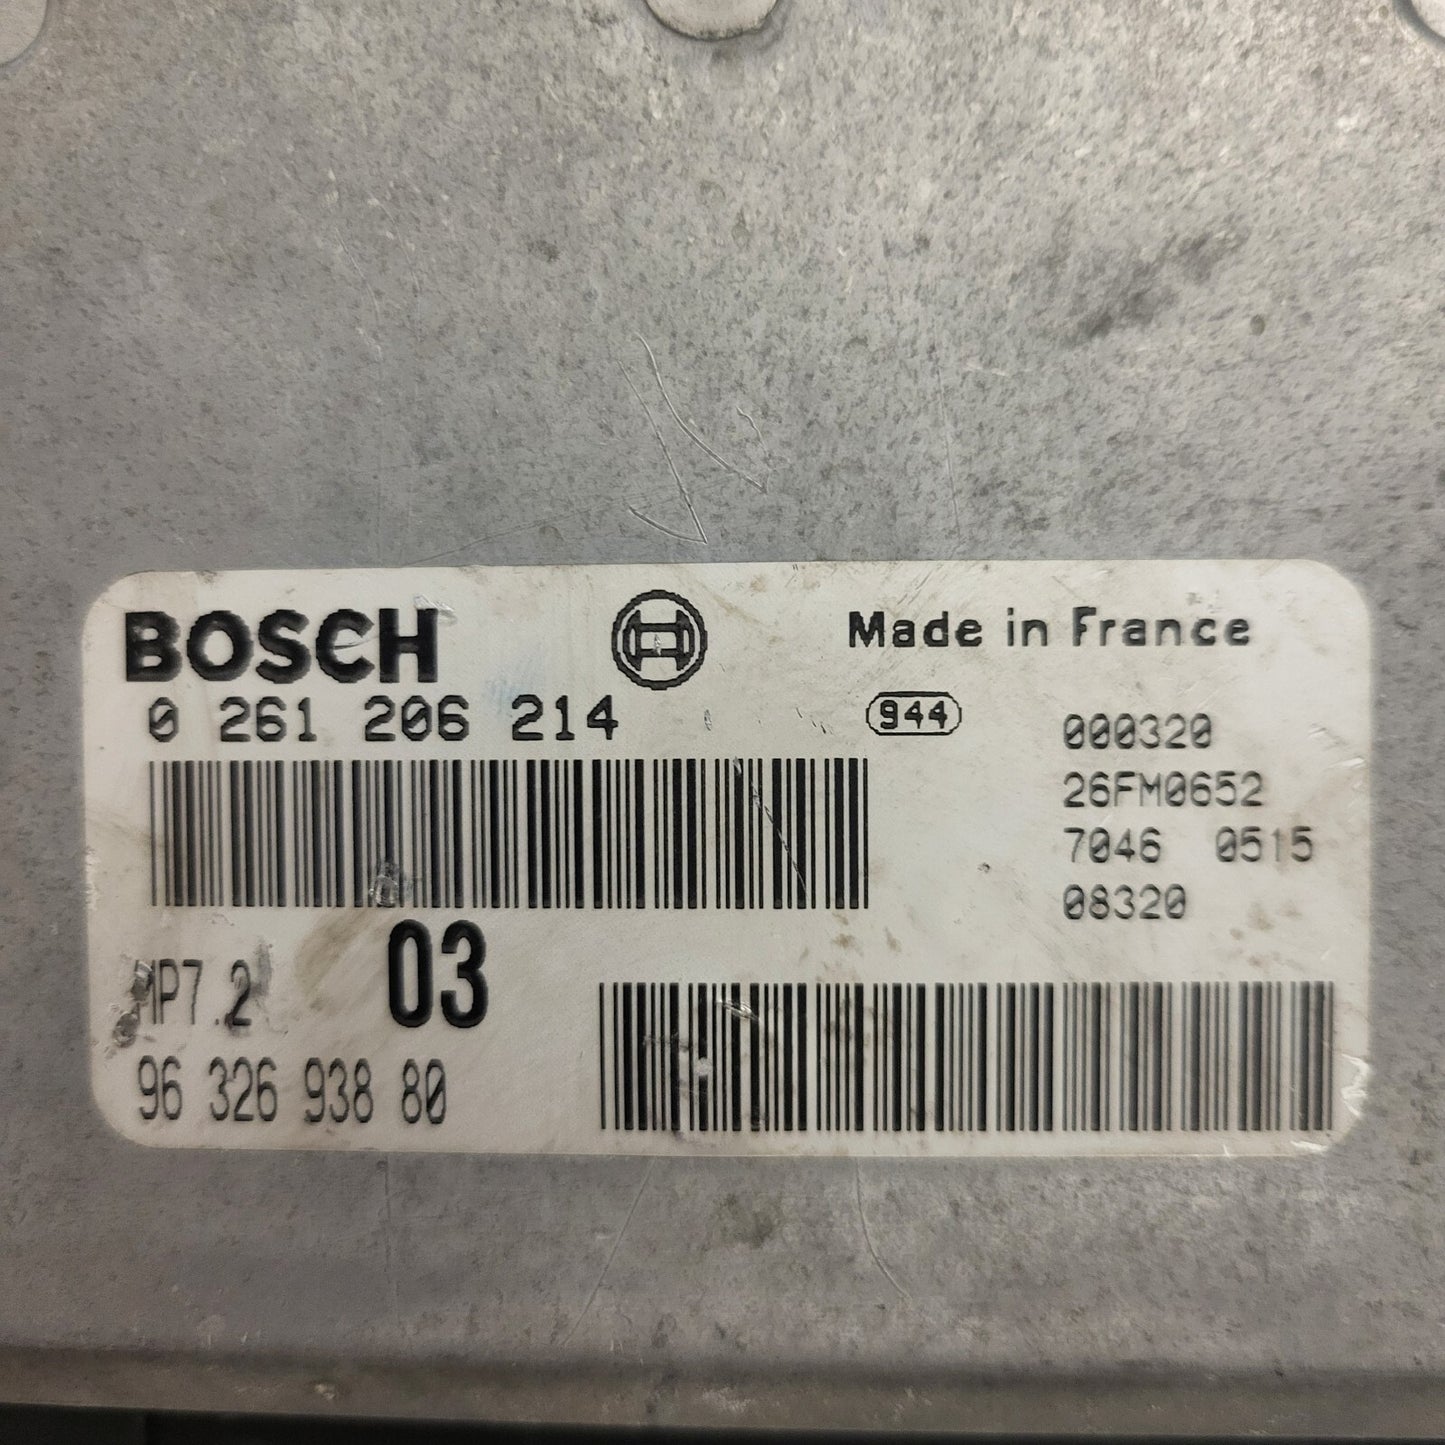 BOSCH
Made in France
0 261 206 214
944
000320
26FM0652
7046 0515
08320
MP7.2 03
96 326 938 80